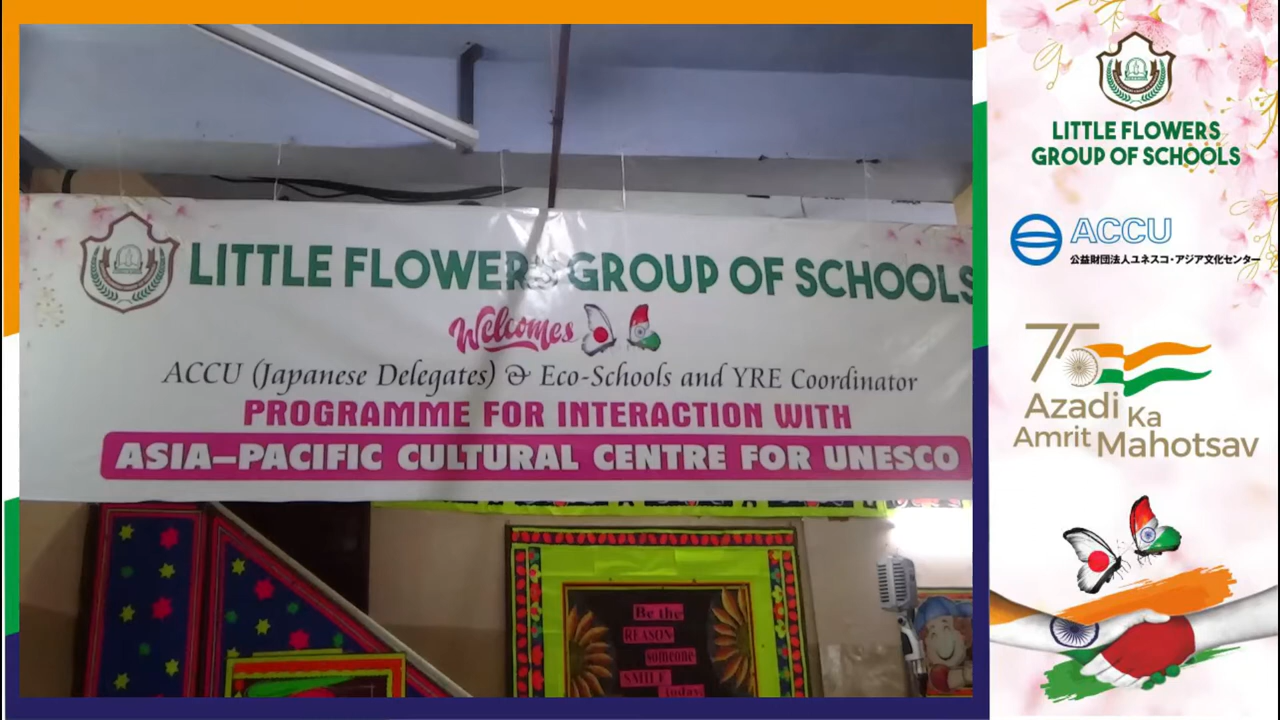 LITTLE FLOWERS GROUP OF SCHOOLS
Welcomes
ACCU (Japanese Delegates) & Eco-Schools and YRE Coordinator
PROGRAMME FOR INTERACTION WITH
ASIA–PACIFIC CULTURAL CENTRE FOR UNESCO
Be the
REASON
someone
SMILE
today.
LITTLE FLOWERS
GROUP OF SCHOOLS
ACCU
公益財団法人ユネスコ・アジア文化センター
75
Azadi Ka
Amrit Mahotsav